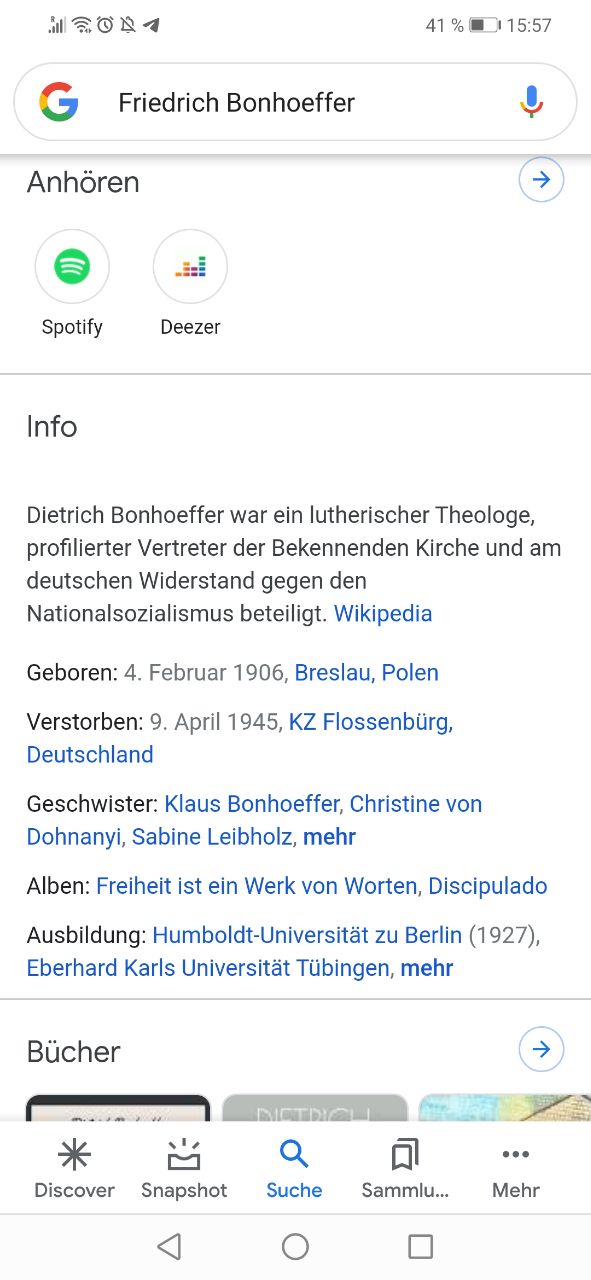 41 % 15:57
Friedrich Bonhoeffer
Anhören
Spotify Deezer
Info
Dietrich Bonhoeffer war ein lutherischer Theologe,
profilierter Vertreter der Bekennenden Kirche und am
deutschen Widerstand gegen den
Nationalsozialismus beteiligt. Wikipedia
Geboren: 4. Februar 1906, Breslau, Polen
Verstorben: 9. April 1945, KZ Flossenbürg,
Deutschland
Geschwister: Klaus Bonhoeffer, Christine von
Dohnanyi, Sabine Leibholz, mehr
Alben: Freiheit ist ein Werk von Worten, Discipulado
Ausbildung: Humboldt-Universität zu Berlin (1927),
Eberhard Karls Universität Tübingen, mehr
Bücher
DIETRICH
Discover Snapshot Suche Sammlu... Mehr